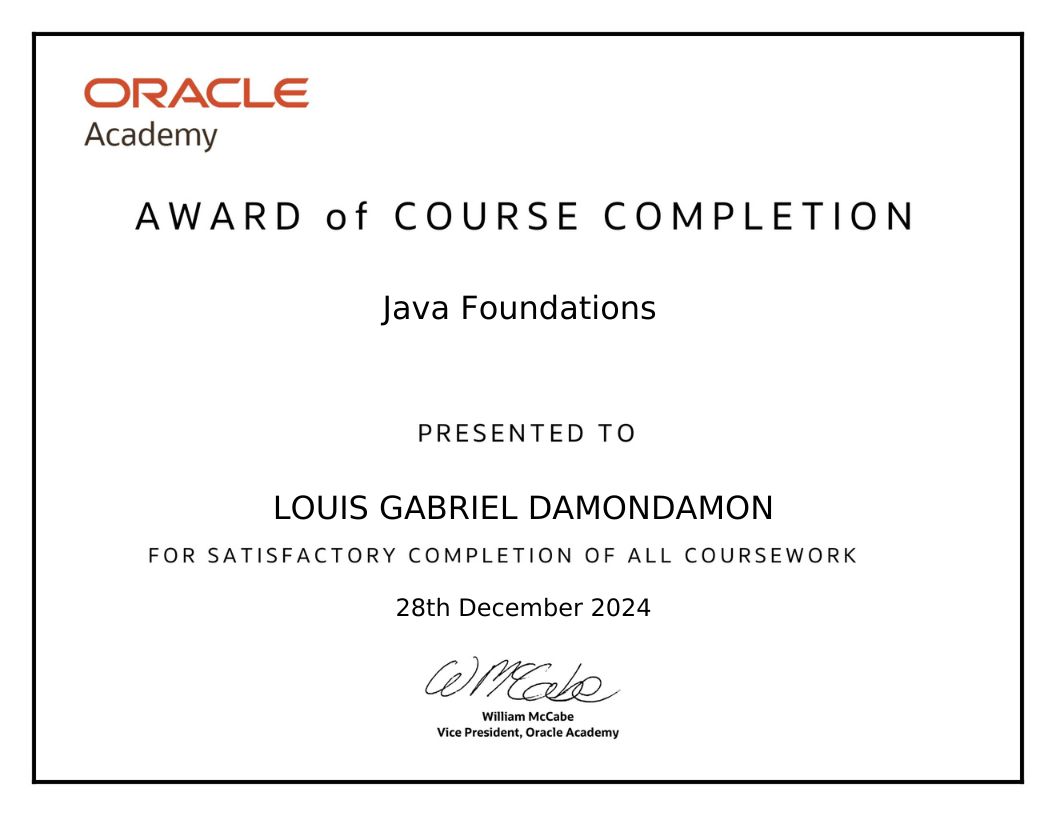 ORACLE
Academy
AWARD of COURSE COMPLETION
Java Foundations
PRESENTED TO
LOUIS GABRIEL DAMONDAMON
FOR SATISFACTORY COMPLETION OF ALL COURSEWORK
28th December 2024
WMcCabe
William McCabe
Vice President, Oracle Academy